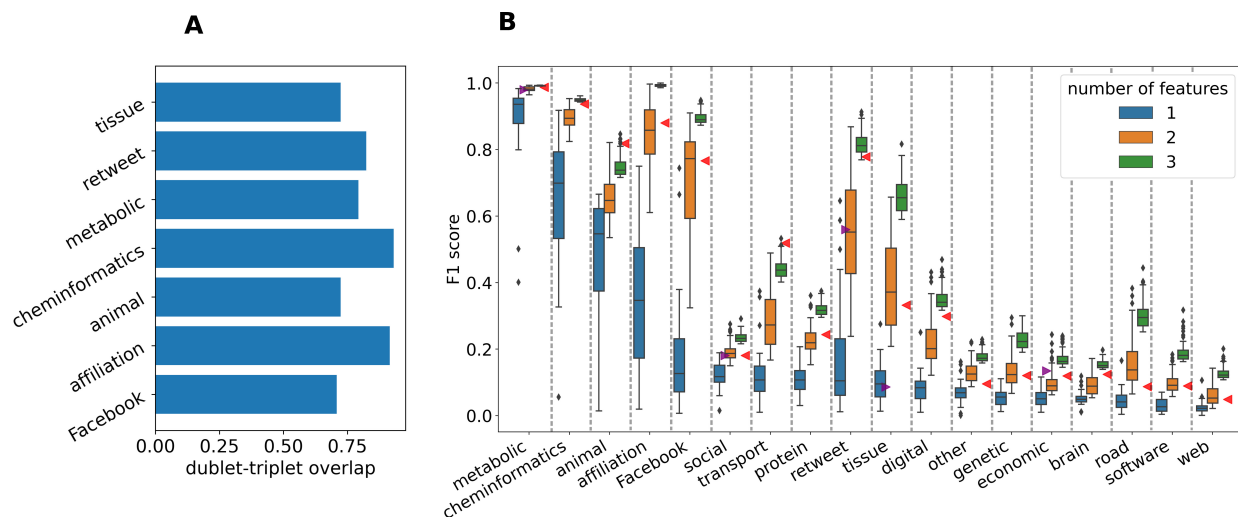 A
tissue
retweet
metabolic
cheminformatics
animal
affiliation
Facebook
0.00 0.25 0.50 0.75
dublet-triplet overlap
B
1.0
0.8
0.6
0.4
0.2
0.0
F1 score
number of features
1
2
3
metabolic cheminformatics animal affiliation Facebook social transport protein retweet tissue digital other genetic economic brain road software web